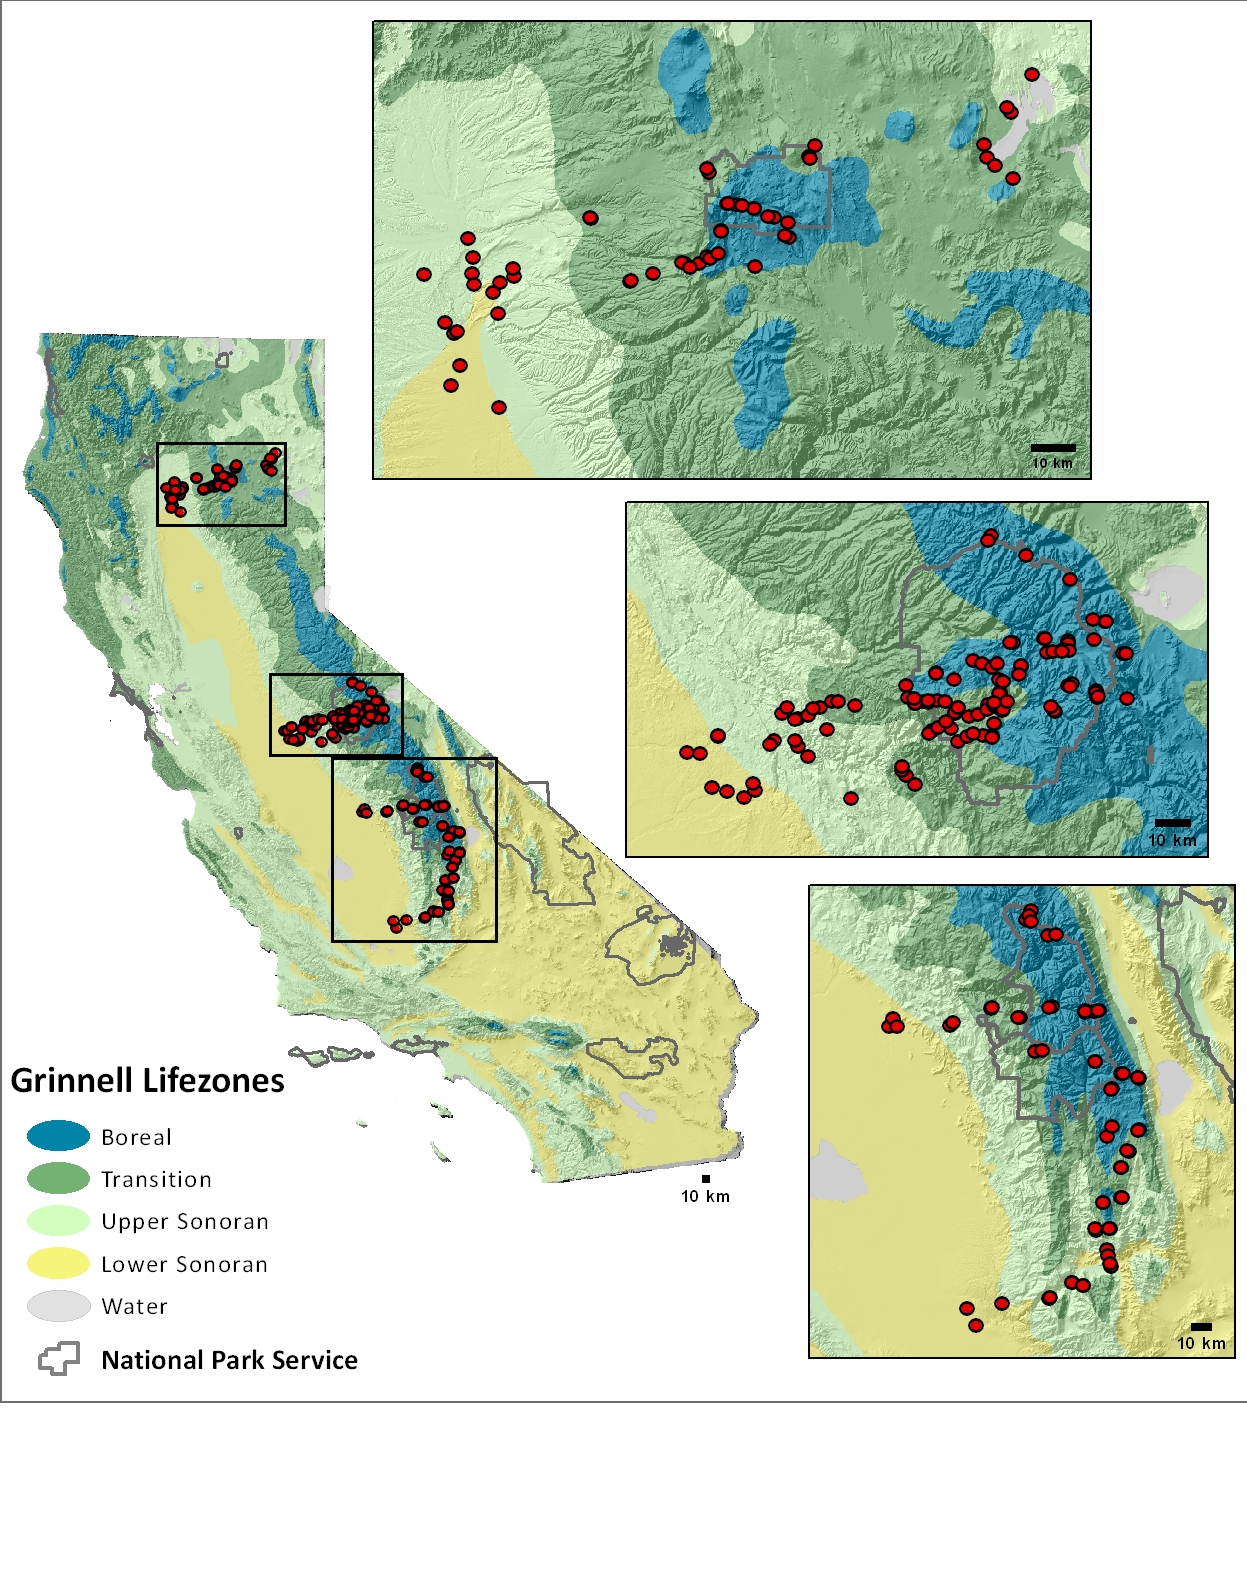 10 km
10 km
10 km
Grinnell Lifezones
Boreal
Transition
Upper Sonoran
Lower Sonoran
Water
National Park Service
10 km